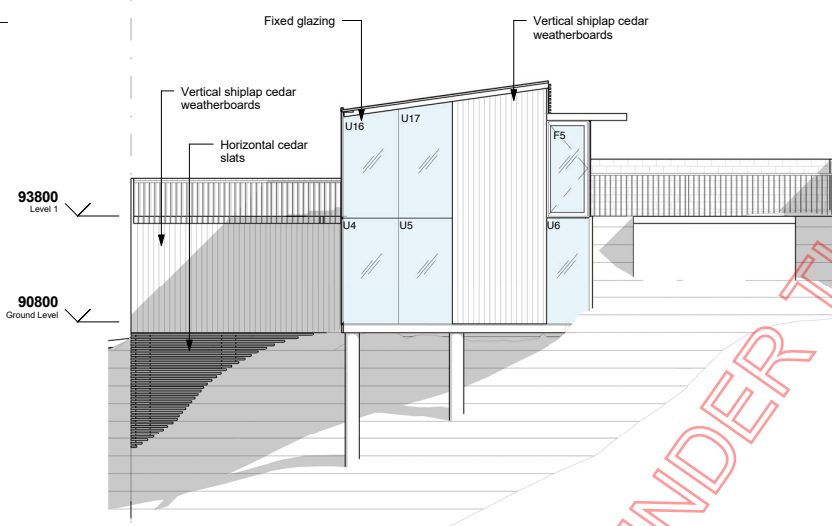 Fixed glazing
Vertical shiplap cedar
weatherboards
Vertical shiplap cedar
weatherboards
Horizontal cedar
slats
U16
U17
F5
93800
Level 1
U4
U5
U6
90800
Ground Level
NDER